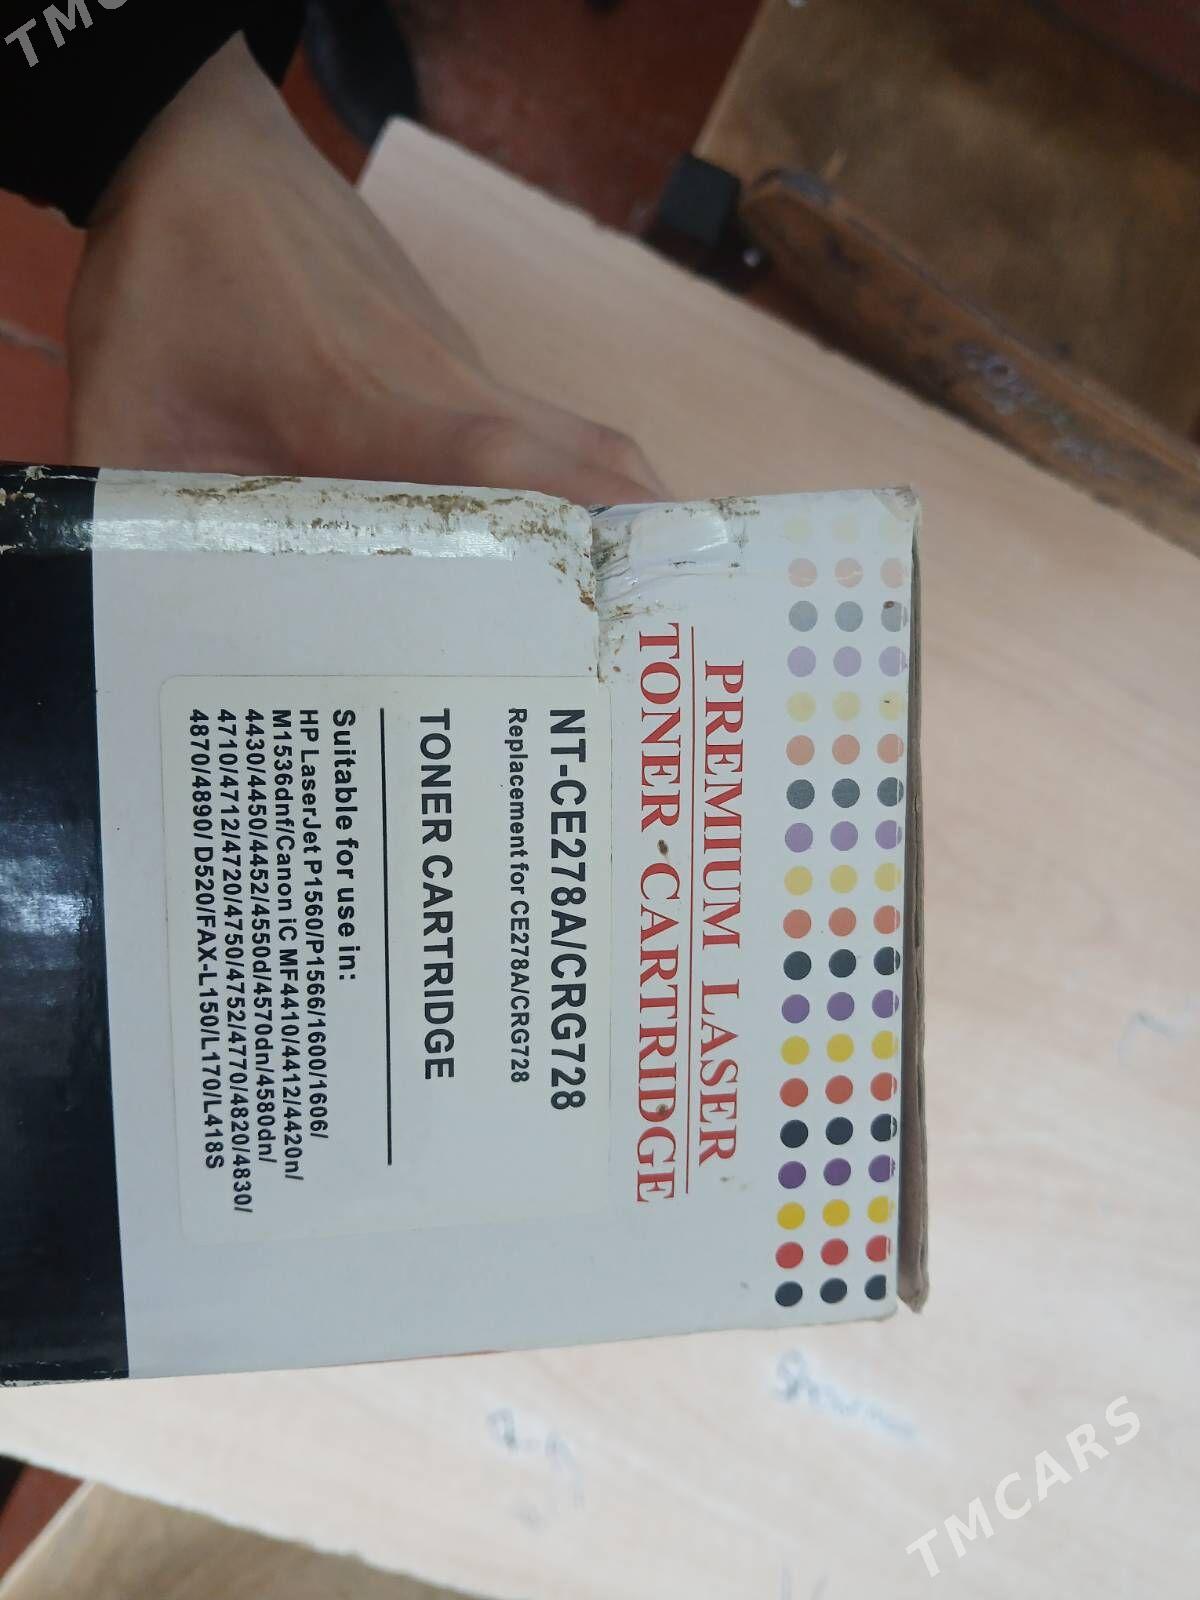 PREMIUM LASER
TONER CARTRIDGE
NT-CE278A/CRG728
Replacement for CE278A/CRG728
TONER CARTRIDGE
Suitable for use in:
HP LaserJet P1560/P1566/1600/1606/
M1536dnf/Canon iC MF4410/4412/4420n/
4430/4450/4452/4550d/4570dn/4580dn/
4710/4712/4720/4750/4752/4770/4820/4830/
4870/4890/ D520/FAX-L150/L170/L418S
TMCARS